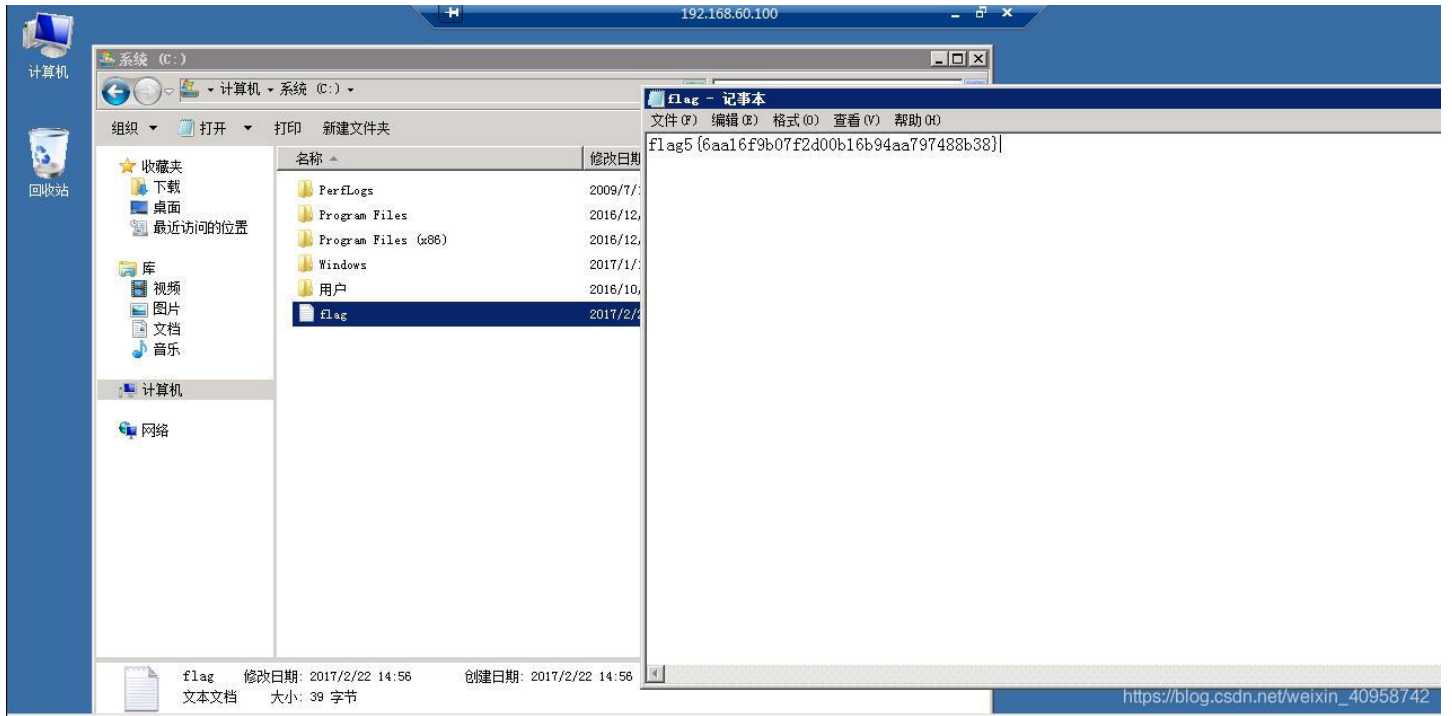 192.168.60.100
计算机
回收站
系统 (C:)
计算机 系统 (C:)
组织 打开 打印 新建文件夹
收藏夹
下载
桌面
最近访问的位置
库
视频
图片
文档
音乐
计算机
网络
名称 修改日期
PerfLogs 2009/7/
Program Files 2016/12/
Program Files (x86) 2016/12/
Windows 2017/1/
用户 2016/10/
flag 2017/2/
flag 修改日期: 2017/2/22 14:56 创建日期: 2017/2/22 14:56
文本文档 大小: 39 字节
flag - 记事本
文件(F) 编辑(E) 格式(O) 查看(V) 帮助(H)
flag5{6aa16f9b07f2d00b16b94aa797488b38}
https://blog.csdn.net/weixin_40958742